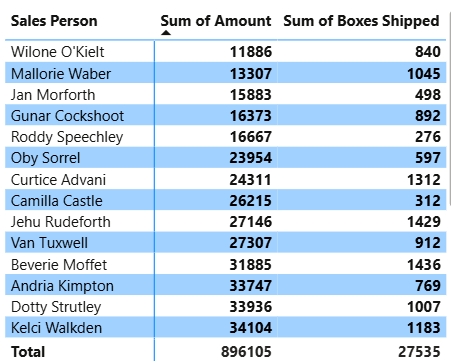 Sales Person Sum of Amount Sum of Boxes Shipped
Wilone O'Kielt 11886 840
Mallorie Waber 13307 1045
Jan Morforth 15883 498
Gunar Cockshoot 16373 892
Roddy Speechley 16667 276
Oby Sorrel 23954 597
Curtice Advani 24311 1312
Camilla Castle 26215 312
Jehu Rudeforth 27146 1429
Van Tuxwell 27307 912
Beverie Moffet 31885 1436
Andria Kimpton 33747 769
Dotty Strutley 33936 1007
Kelci Walkden 34104 1183
Total 896105 27535